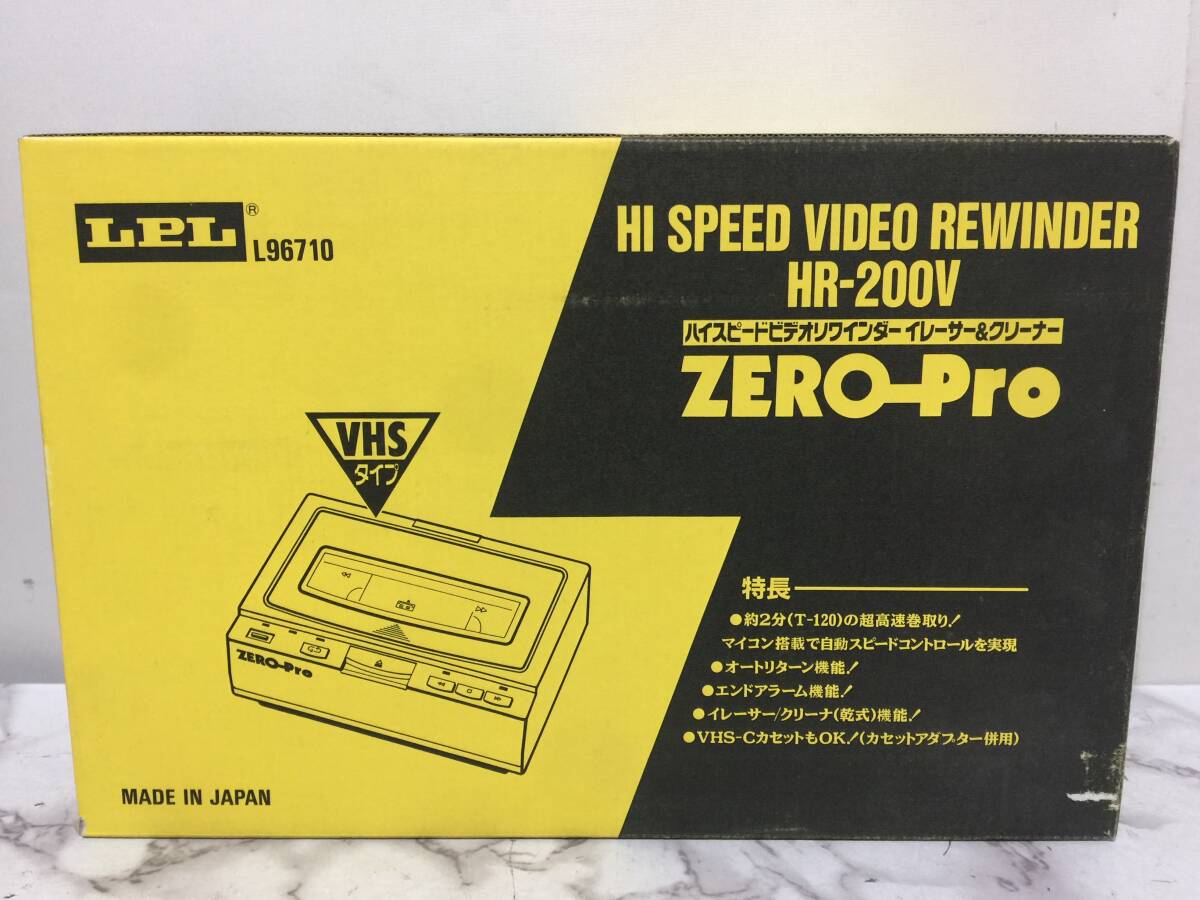 LPL®
L96710
HI SPEED VIDEO REWINDER
HR-200V
ハイスピードビデオリワインダー イレーサー&クリーナー
ZERO-Pro
VHS
タイプ
ZERO-Pro
特長
●約2分(T-120)の超高速巻取り!
マイコン搭載で自動スピードコントロールを実現
●オートリターン機能!
●エンドアラーム機能!
●イレーサー/クリーナ(乾式)機能!
●VHS-CカセットもOK!(カセットアダプター併用)
MADE IN JAPAN